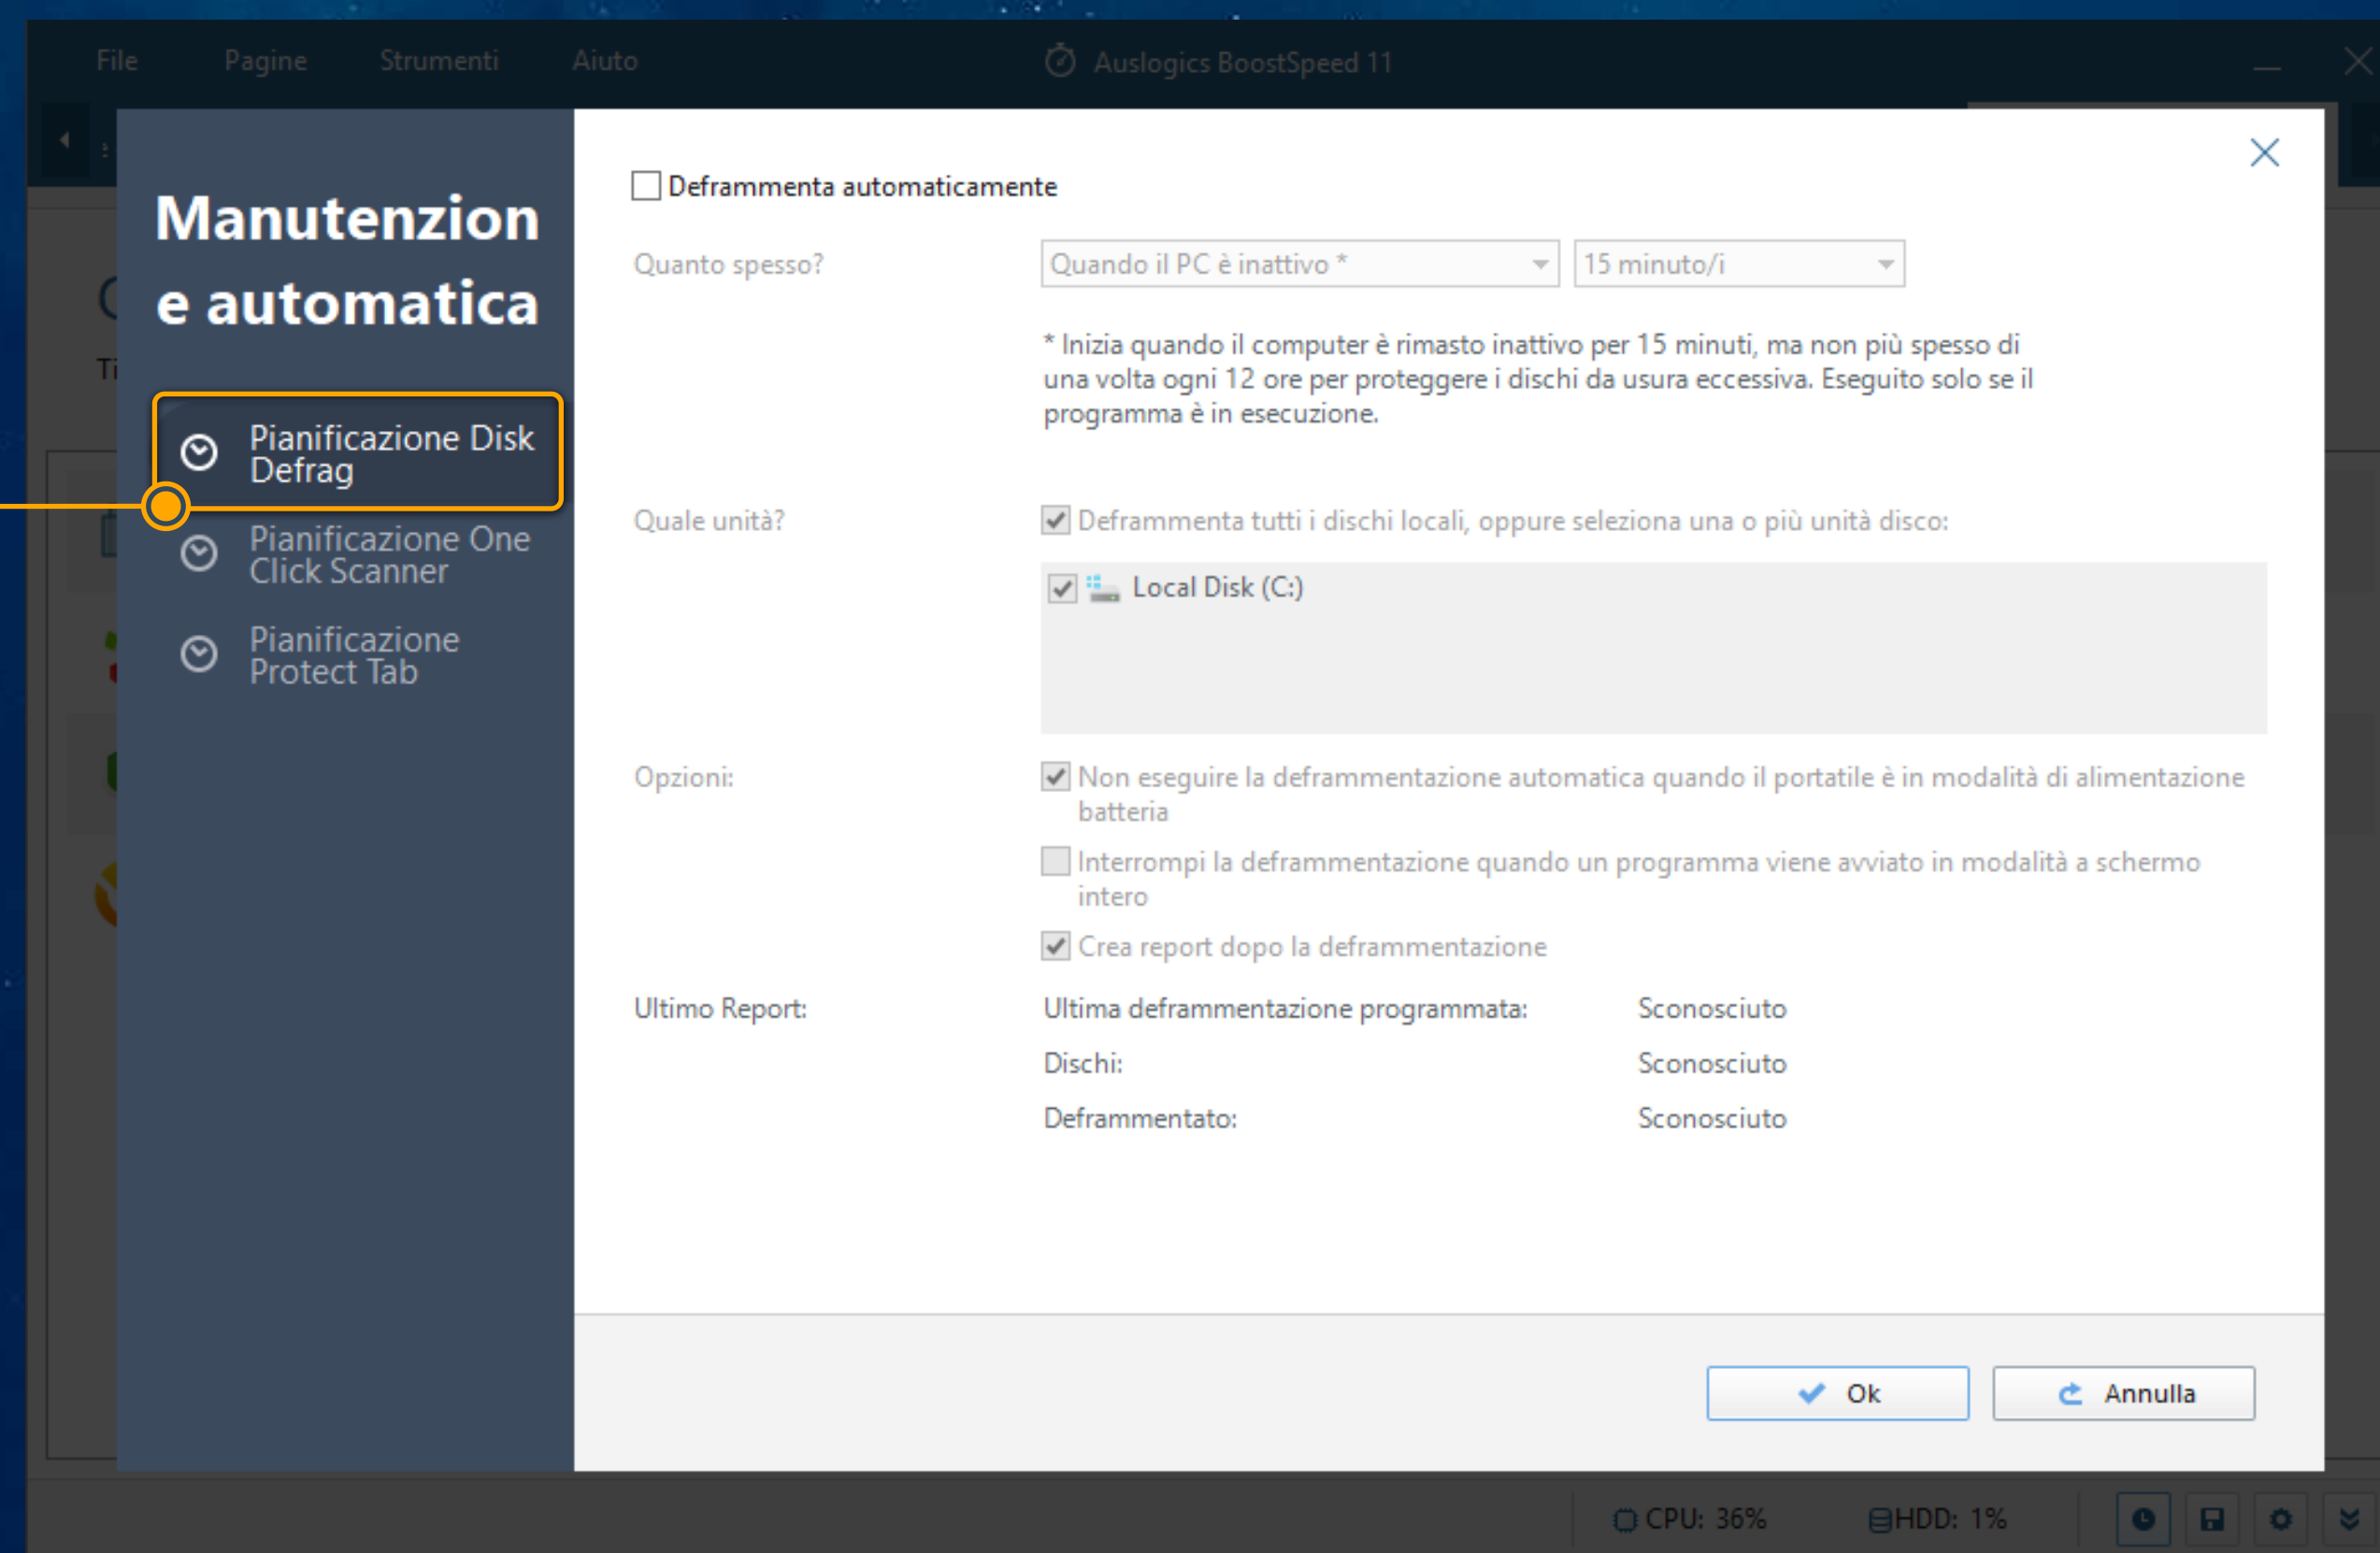 File Pagine Strumenti Aiuto Auslogics BoostSpeed 11
Manutenzion
e automatica
Pianificazione Disk
Defrag
Pianificazione One
Click Scanner
Pianificazione
Protect Tab
Deframmenta automaticamente
Quanto spesso? Quando il PC è inattivo * 15 minuto/i
* Inizia quando il computer è rimasto inattivo per 15 minuti, ma non più spesso di
una volta ogni 12 ore per proteggere i dischi da usura eccessiva. Eseguito solo se il
programma è in esecuzione.
Quale unità? Deframmenta tutti i dischi locali, oppure seleziona una o più unità disco:
Local Disk (C:)
Opzioni: Non eseguire la deframmentazione automatica quando il portatile è in modalità di alimentazione
batteria
Interrompi la deframmentazione quando un programma viene avviato in modalità a schermo
intero
Crea report dopo la deframmentazione
Ultimo Report: Ultima deframmentazione programmata: Sconosciuto
Dischi: Sconosciuto
Deframmentato: Sconosciuto
Ok Annulla
CPU: 36% HDD: 1%